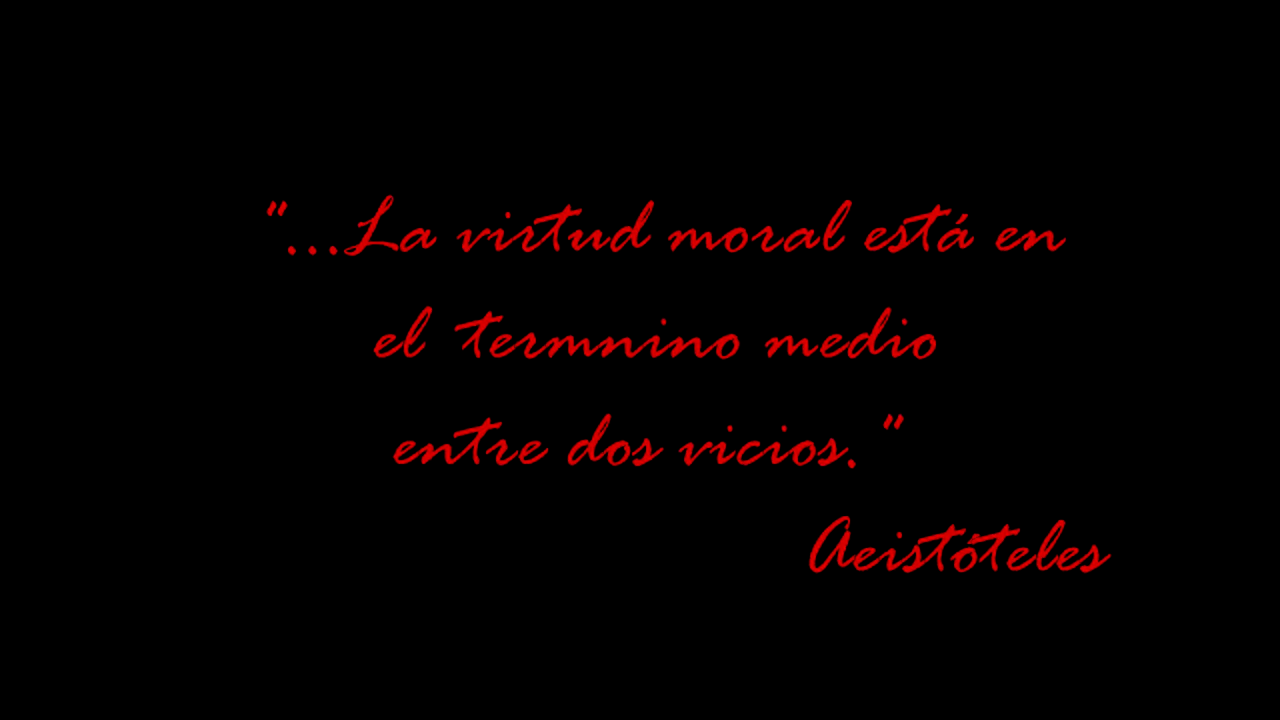 "...La virtud moral está en
el termnino medio
entre dos vicios."
Aeistóteles